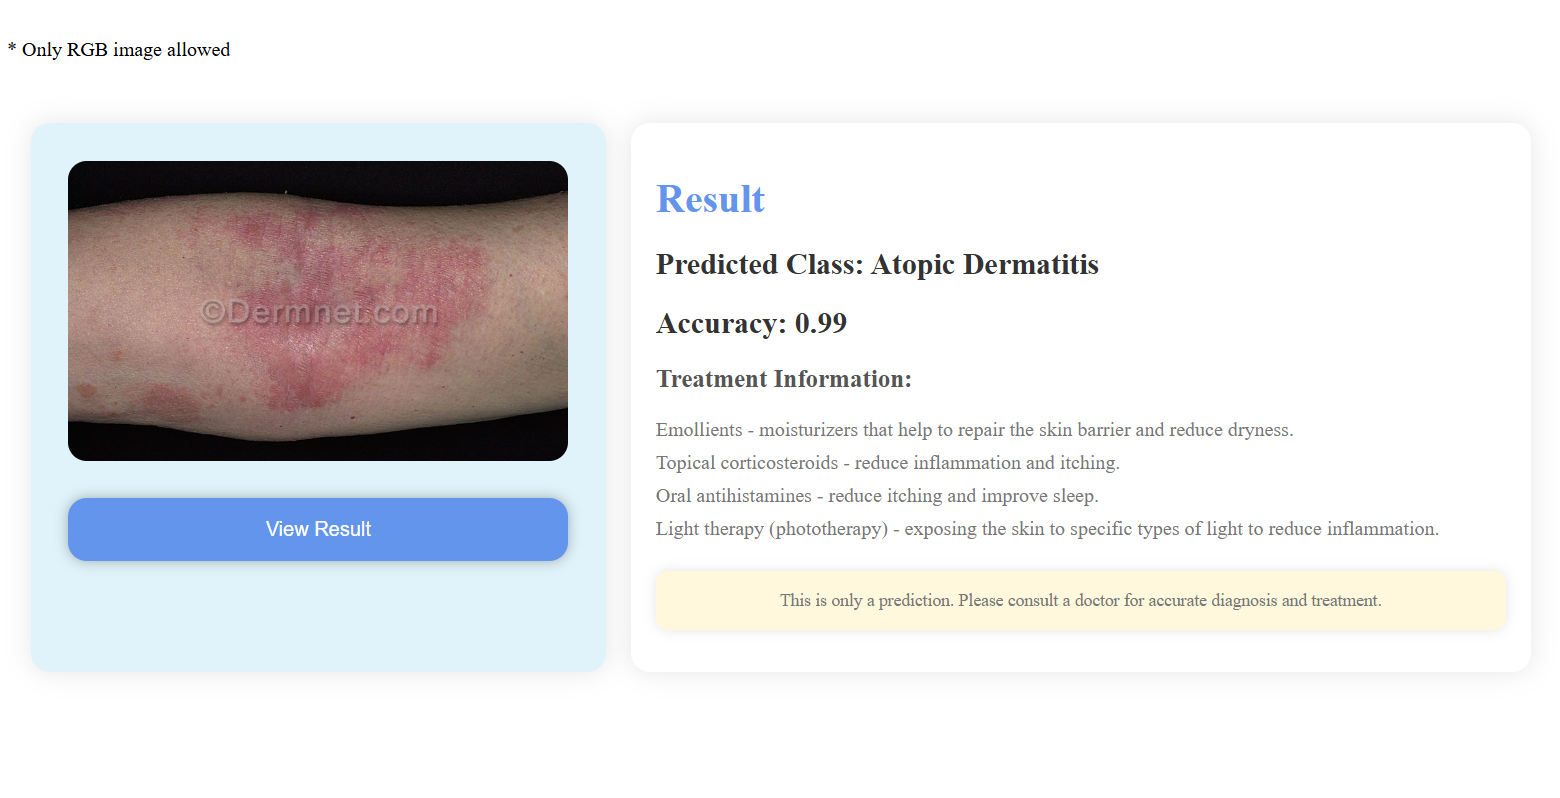 * Only RGB image allowed
©Dermnet.com
View Result
Result
Predicted Class: Atopic Dermatitis
Accuracy: 0.99
Treatment Information:
Emollients - moisturizers that help to repair the skin barrier and reduce dryness.
Topical corticosteroids - reduce inflammation and itching.
Oral antihistamines - reduce itching and improve sleep.
Light therapy (phototherapy) - exposing the skin to specific types of light to reduce inflammation.
This is only a prediction. Please consult a doctor for accurate diagnosis and treatment.